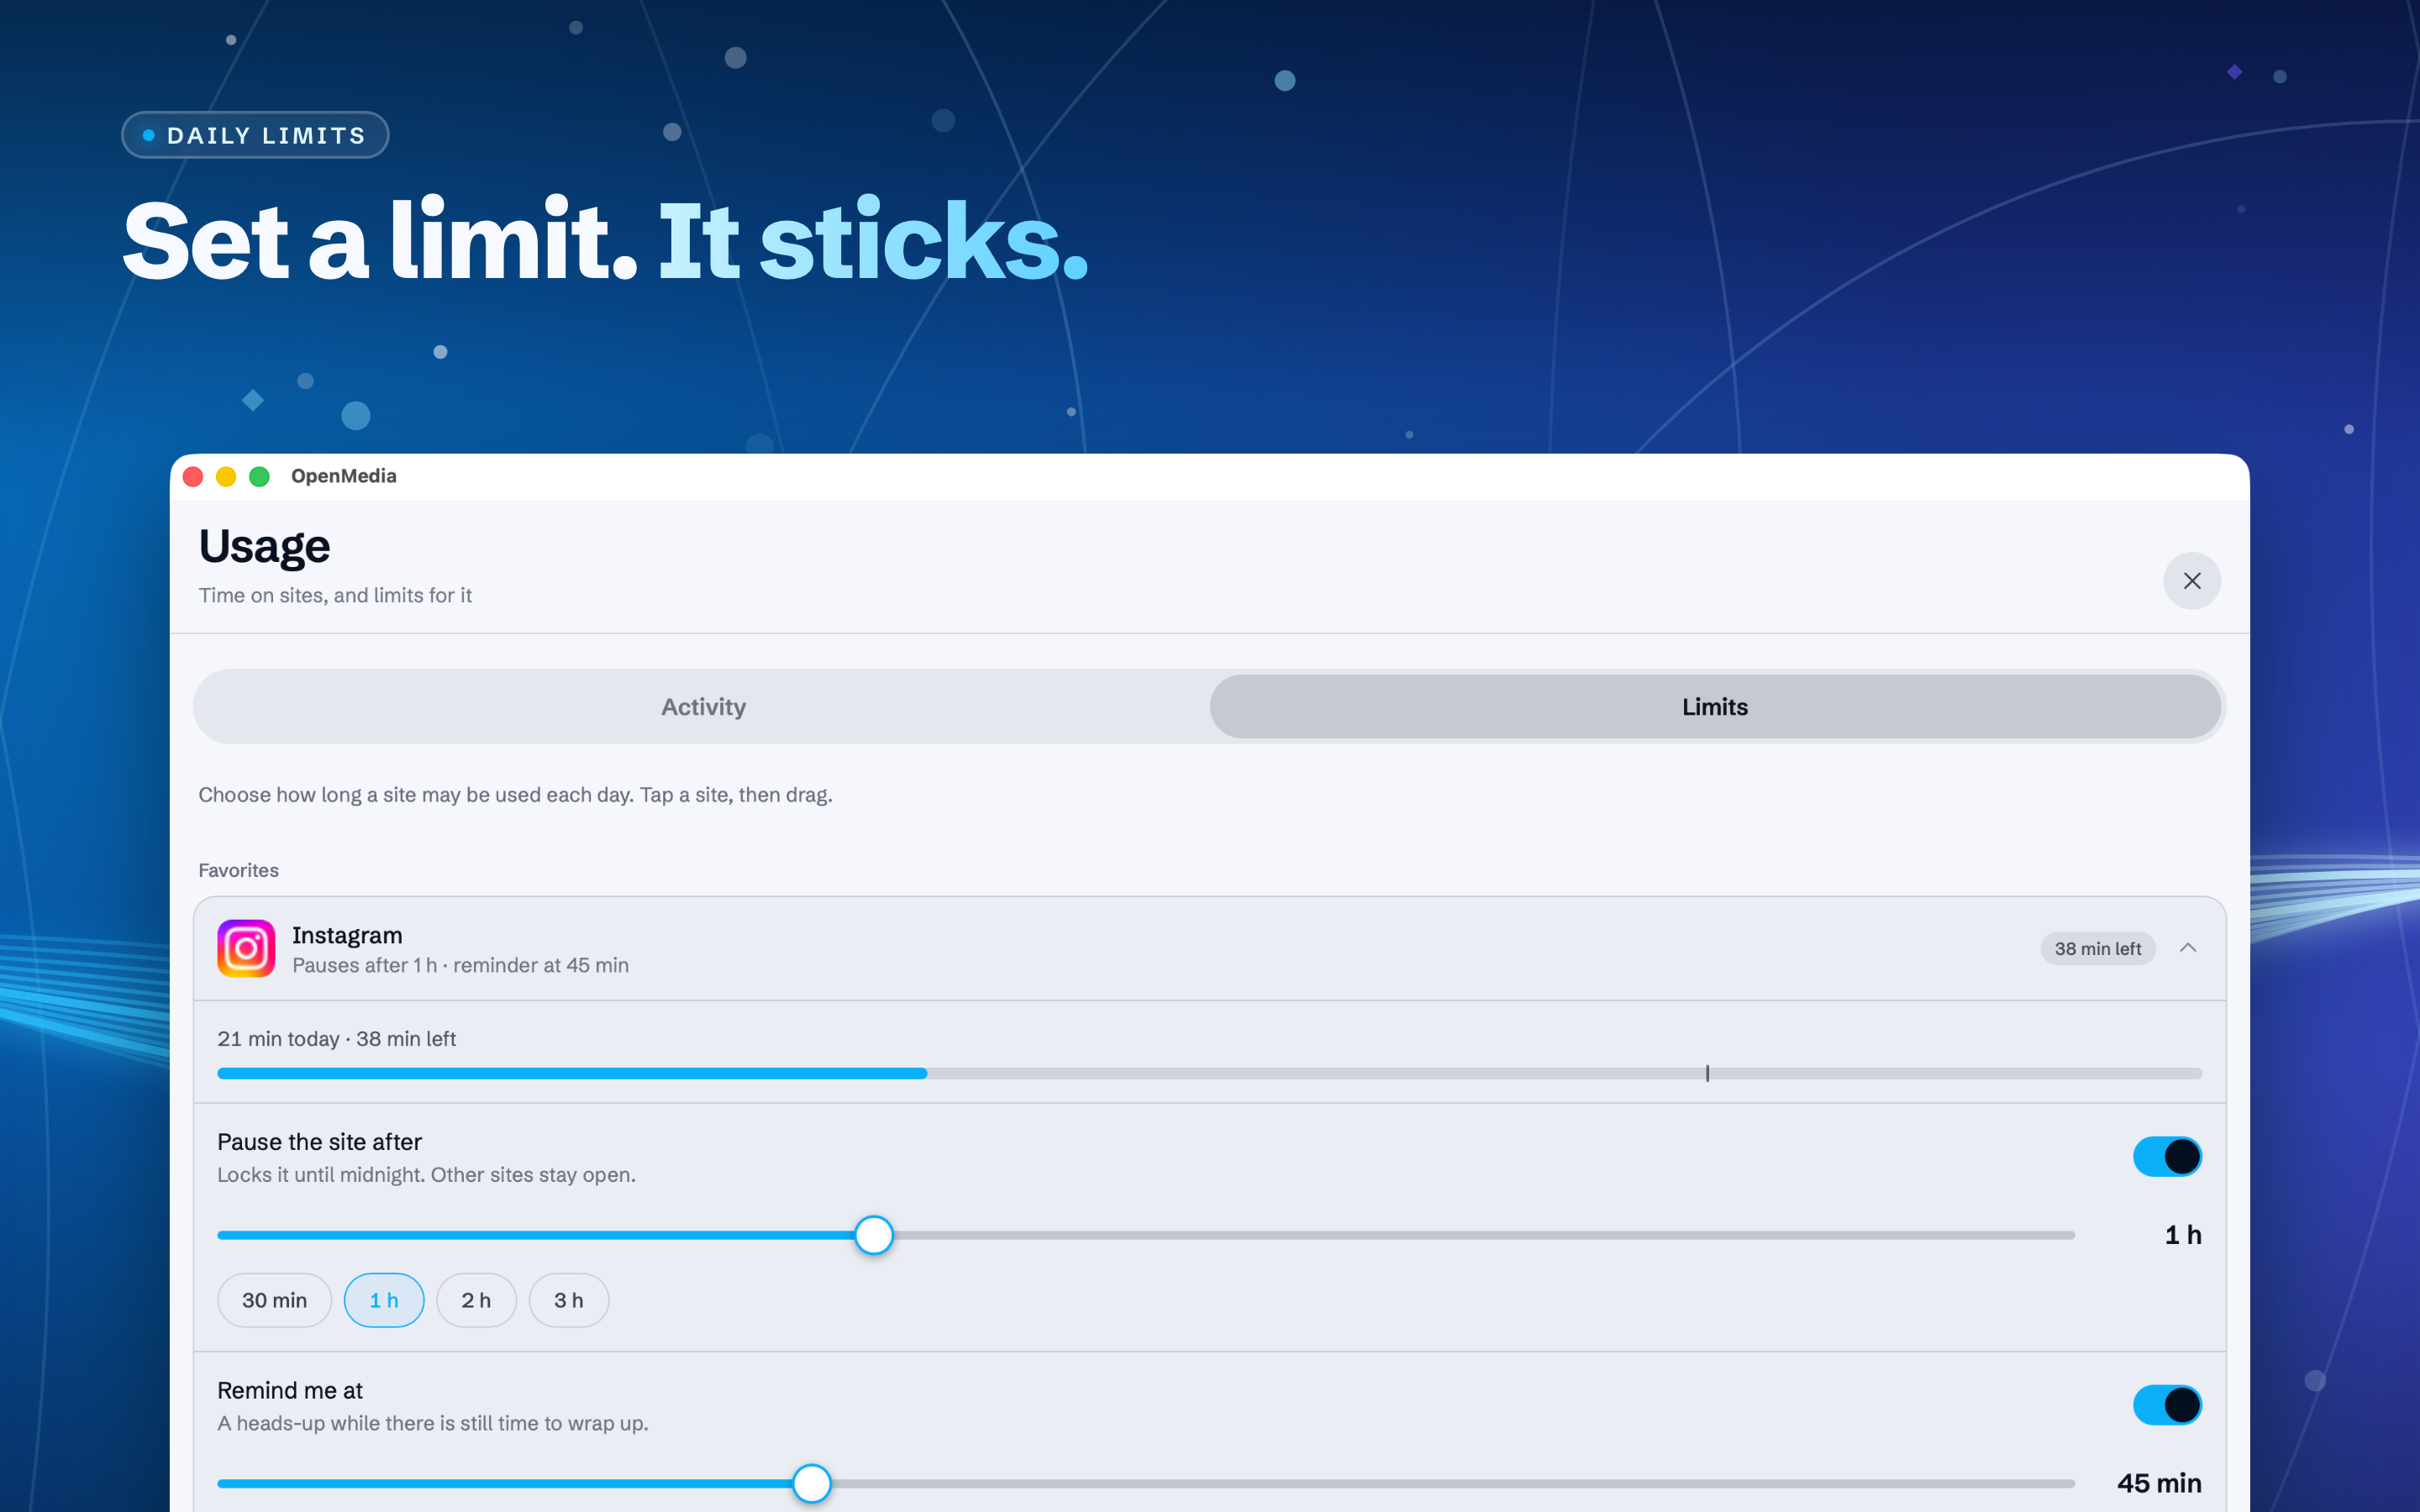 DAILY LIMITS
Set a limit. It sticks.
OpenMedia
Usage
Time on sites, and limits for it
Activity
Limits
Choose how long a site may be used each day. Tap a site, then drag.
Favorites
Instagram
Pauses after 1 h · reminder at 45 min
38 min left
21 min today · 38 min left
Pause the site after
Locks it until midnight. Other sites stay open.
1 h
30 min
1 h
2 h
3 h
Remind me at
A heads-up while there is still time to wrap up.
45 min